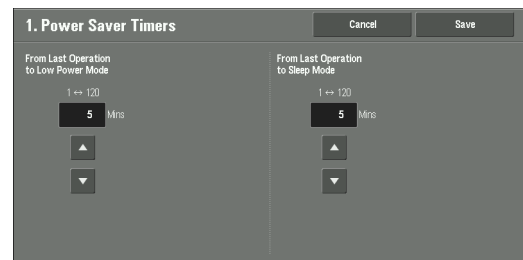 1. Power Saver Timers
Cancel
Save
From Last Operation
to Low Power Mode
1 ↔ 120
5 Mins
From Last Operation
to Sleep Mode
1 ↔ 120
5 Mins